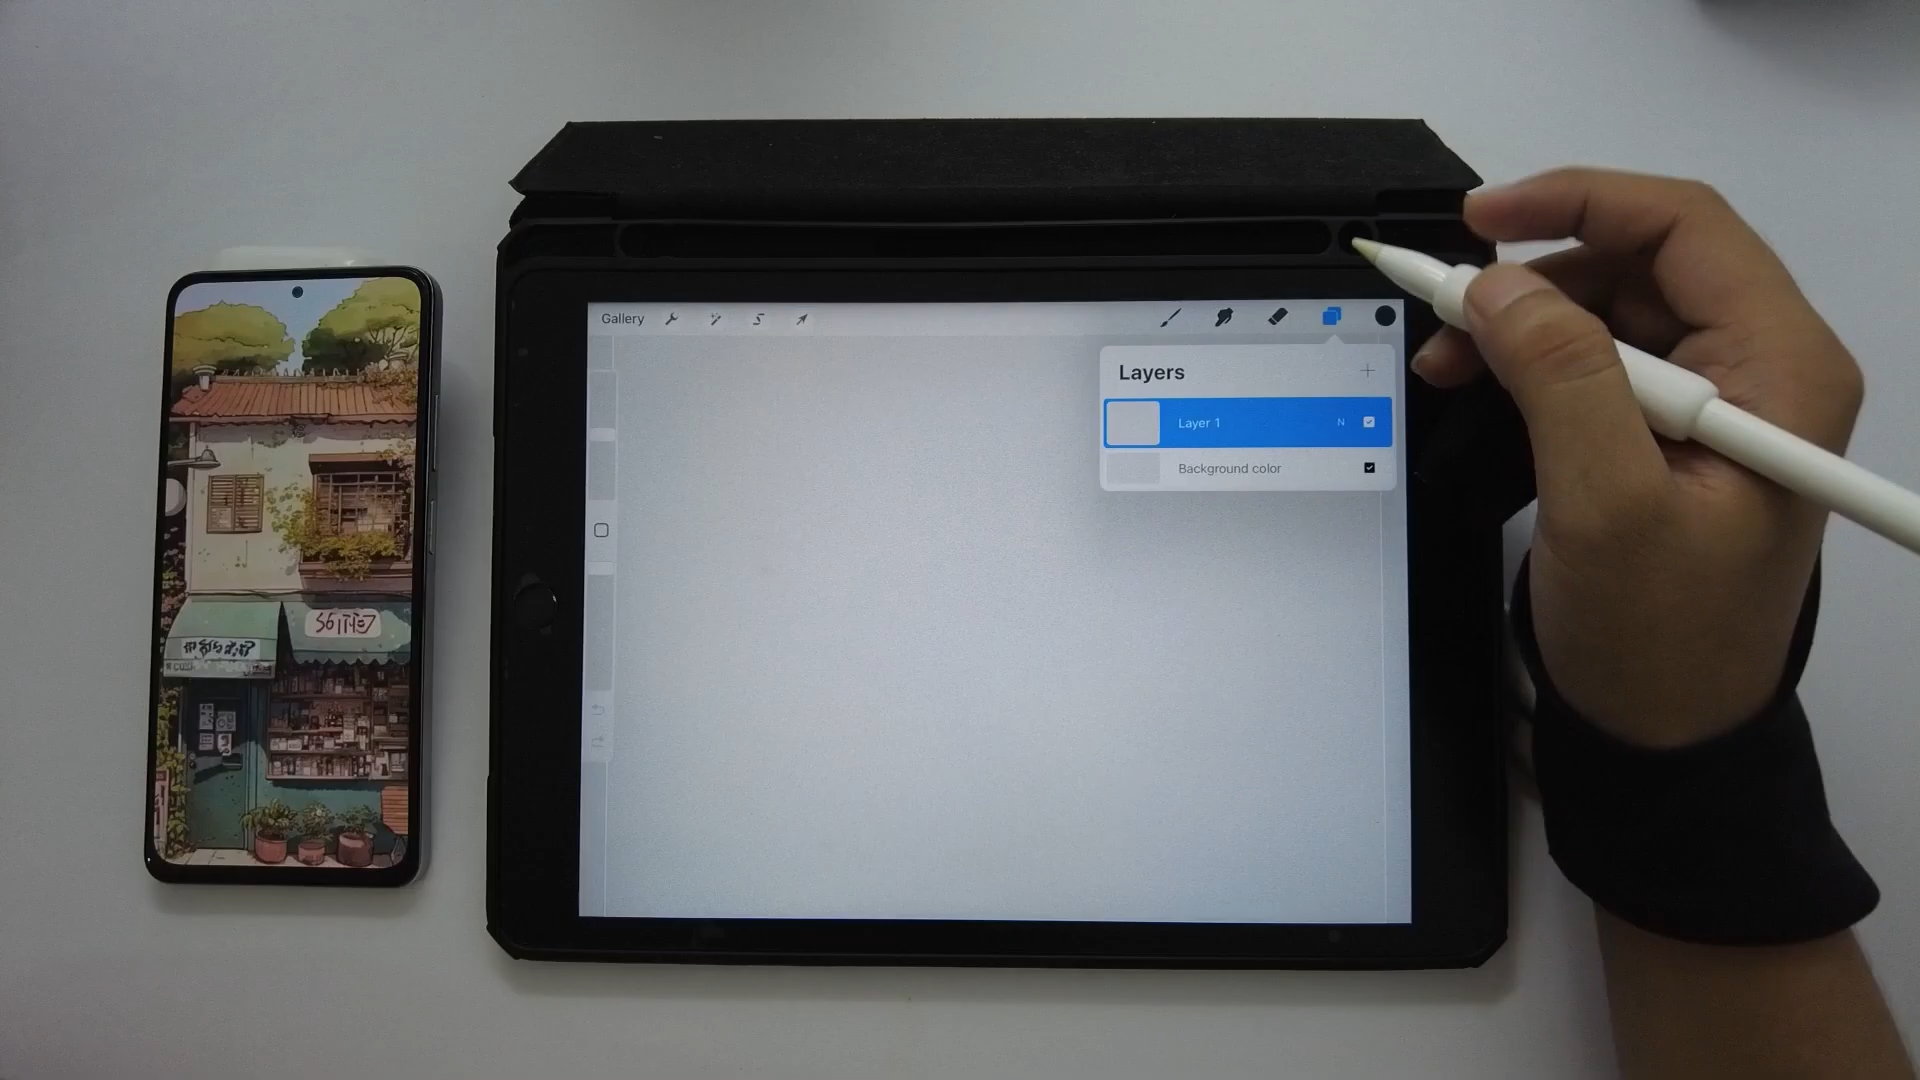 Gallery
Layers
Layer 1
N
Background color